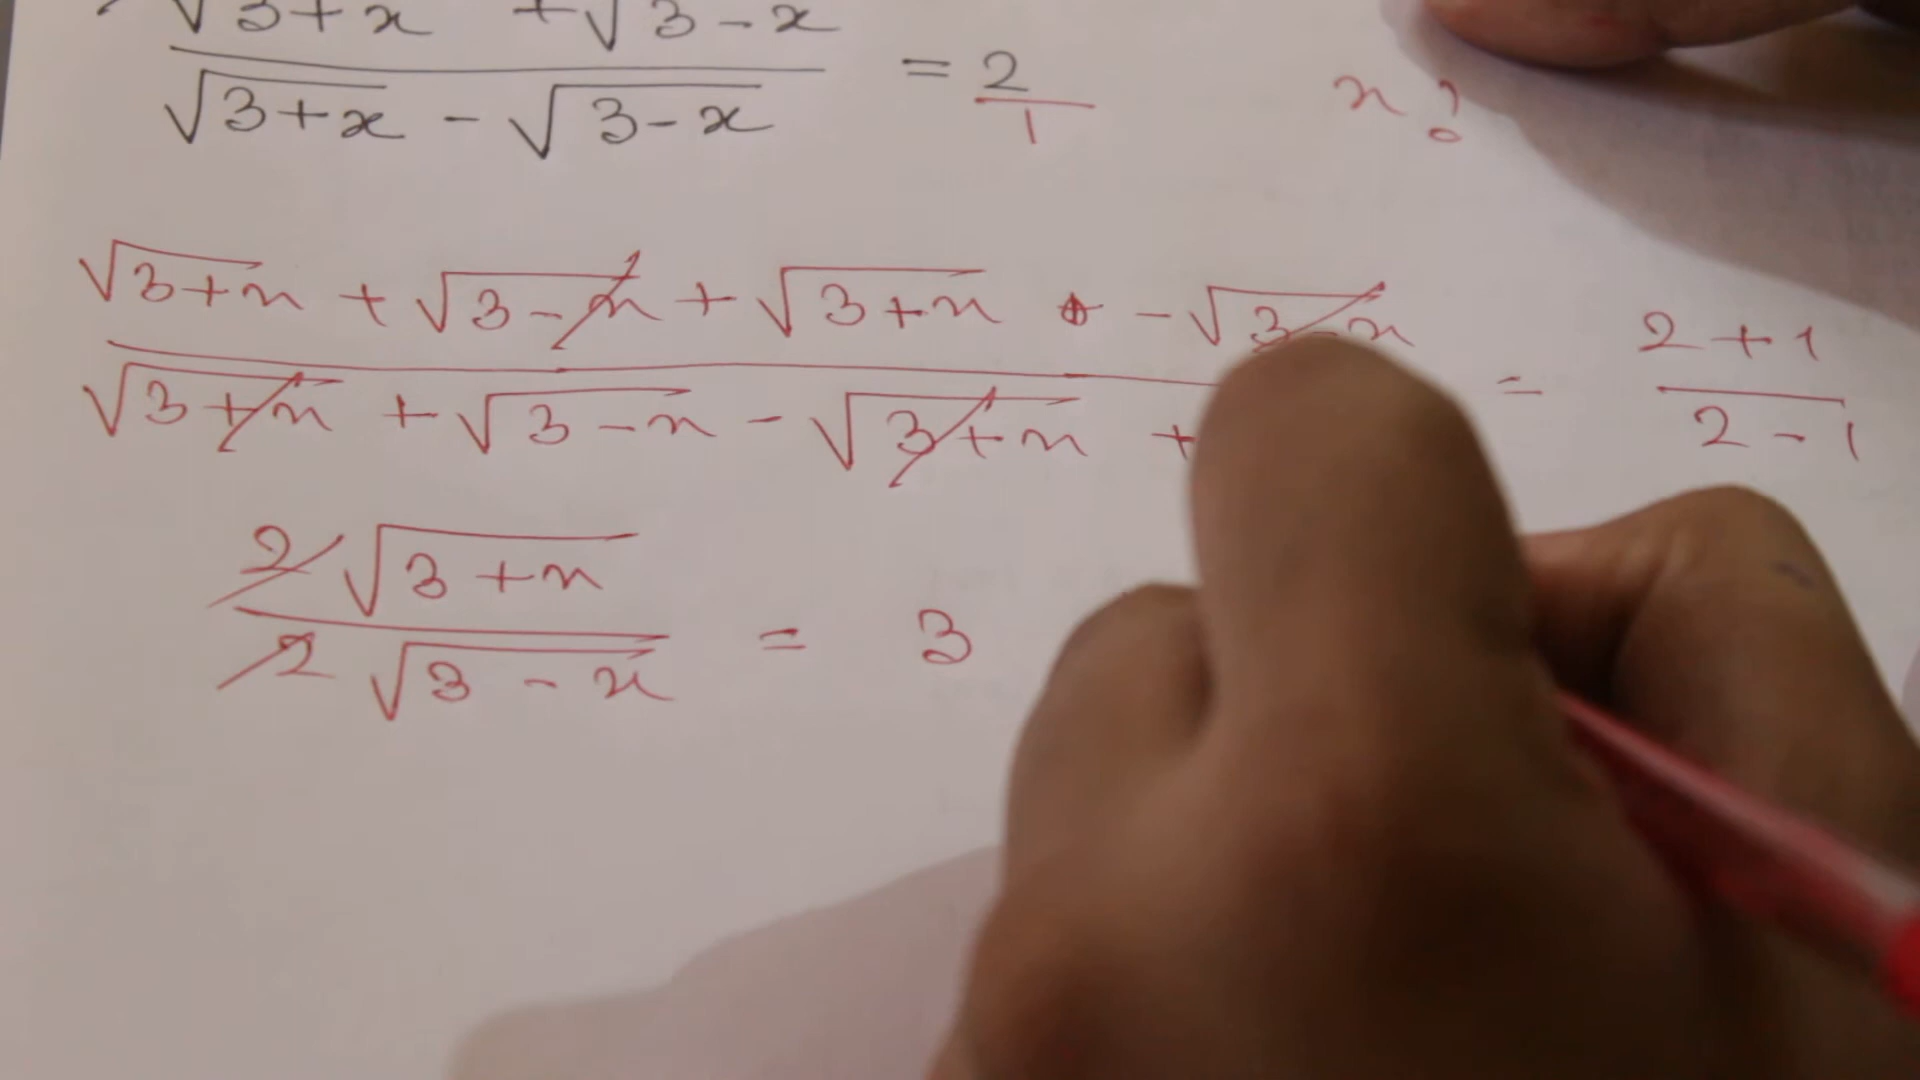 √3+x + √3-x
√3+x - √3-x = 2/1 x?
√3+x + √3-x + √3+x - √3-x
√3+x + √3-x - √3+x + = 2+1 / 2-1
2√3+x
2√3-x = 3